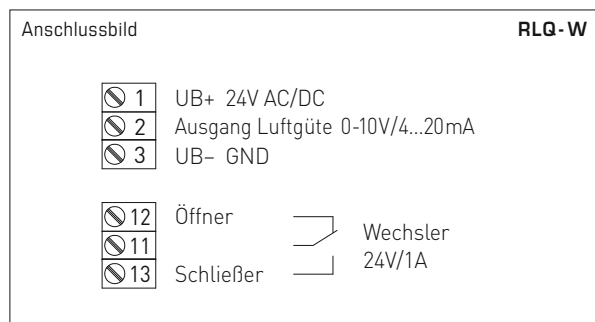 Anschlussbild RLQ-W
1 UB+ 24V AC/DC
2 Ausgang Luftgüte 0-10V/4...20mA
3 UB– GND
12 Öffner
11
Wechsler
24V/1A
13 Schließer